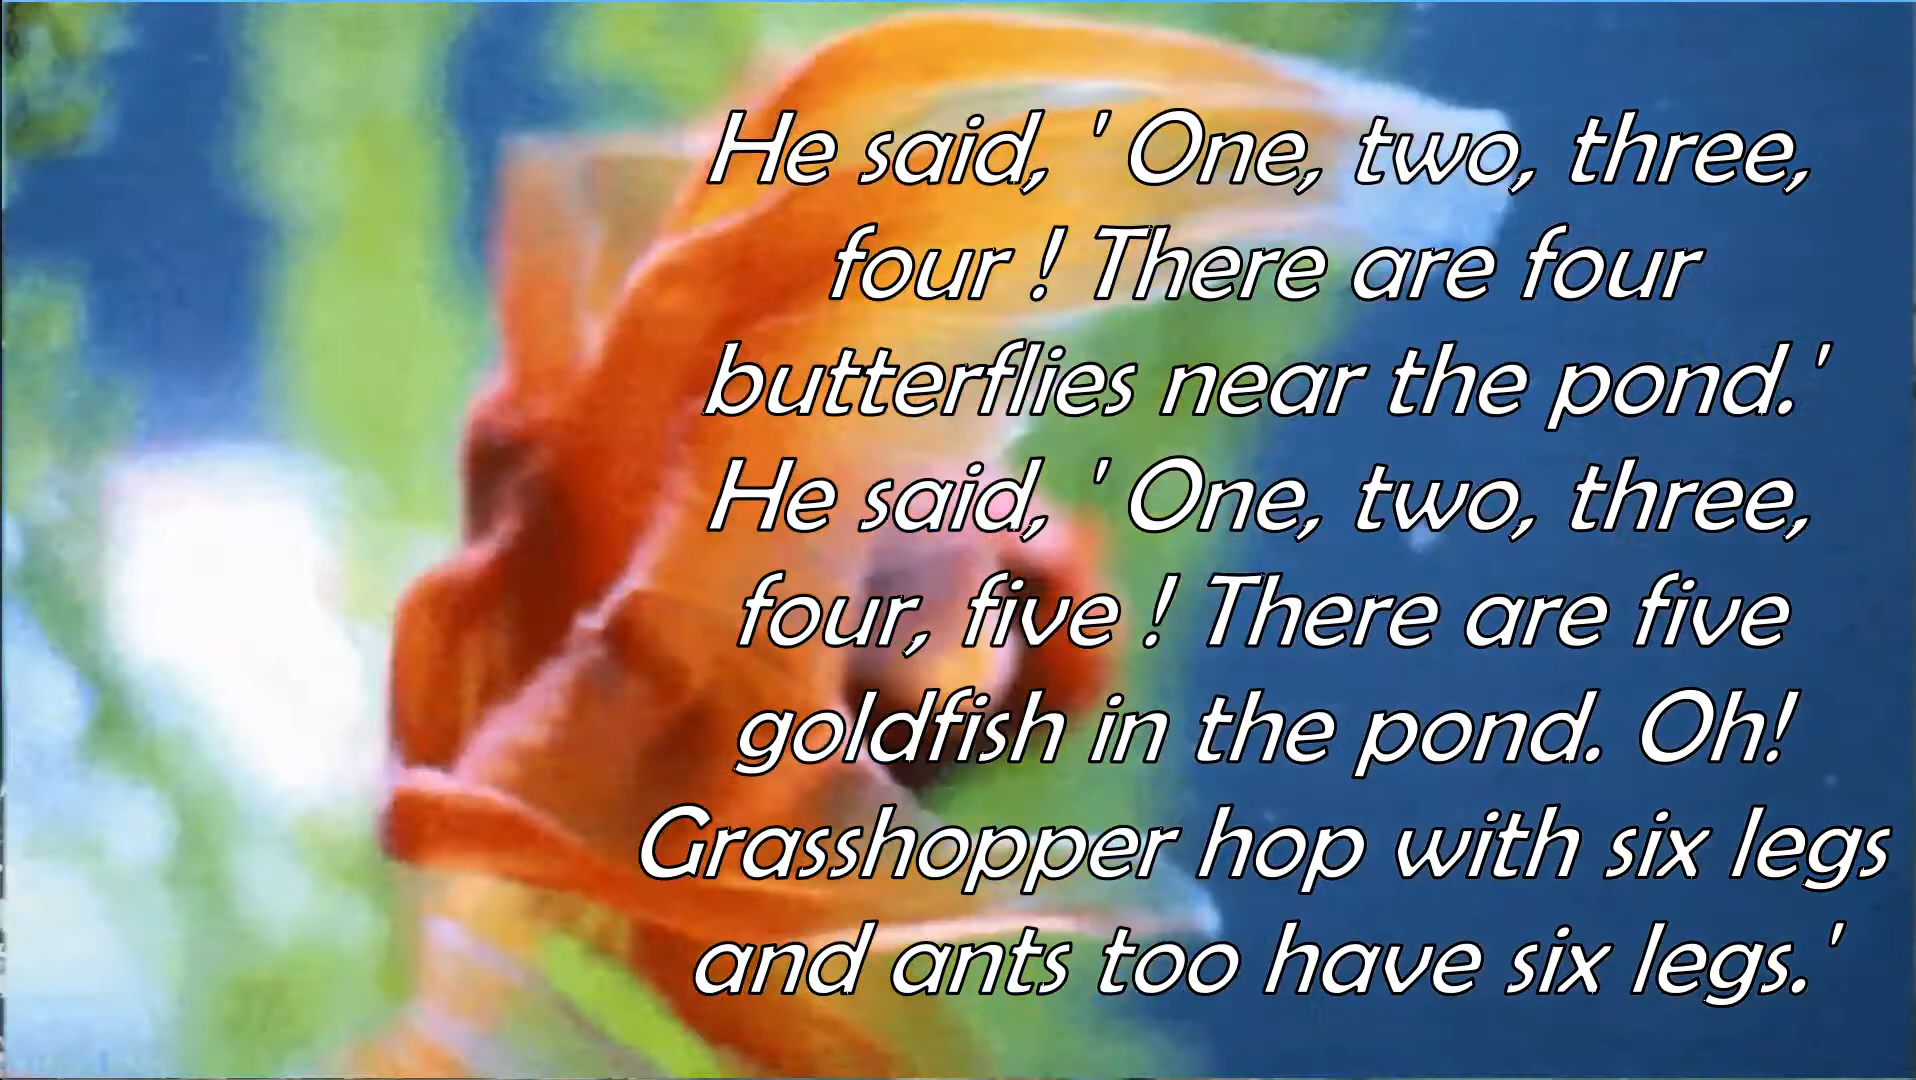 He said, ' One, two, three,
four ! There are four
butterflies near the pond.'
He said, ' One, two, three,
four, five ! There are five
goldfish in the pond. Oh!
Grasshopper hop with six legs
and ants too have six legs.'